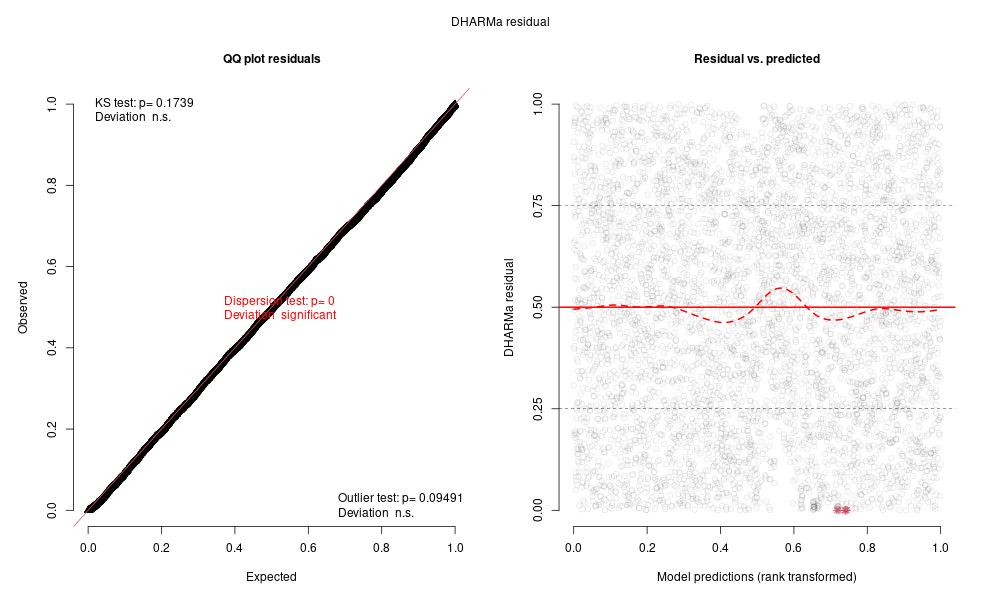 DHARMa residual
QQ plot residuals
KS test: p= 0.1739
Deviation n.s.
Dispersion test: p= 0
Deviation significant
Outlier test: p= 0.09491
Deviation n.s.
Observed
0.0 0.2 0.4 0.6 0.8 1.0
0.0 0.2 0.4 0.6 0.8 1.0
Expected
Residual vs. predicted
DHARMa residual
0.00 0.25 0.50 0.75 1.00
0.0 0.2 0.4 0.6 0.8 1.0
Model predictions (rank transformed)